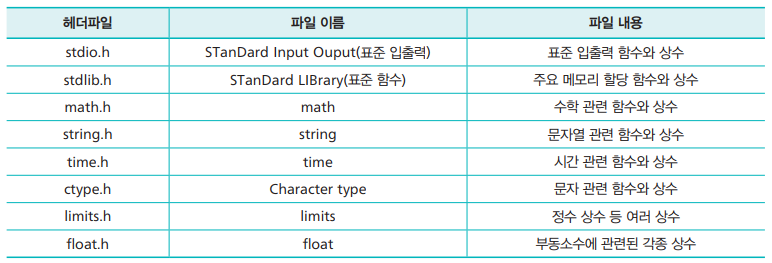 헤더파일 파일 이름 파일 내용
stdio.h STanDard Input Ouput(표준 입출력) 표준 입출력 함수와 상수
stdlib.h STanDard LIBrary(표준 함수) 주요 메모리 할당 함수와 상수
math.h math 수학 관련 함수와 상수
string.h string 문자열 관련 함수와 상수
time.h time 시간 관련 함수와 상수
ctype.h Character type 문자 관련 함수와 상수
limits.h limits 정수 상수 등 여러 상수
float.h float 부동소수에 관련된 각종 상수